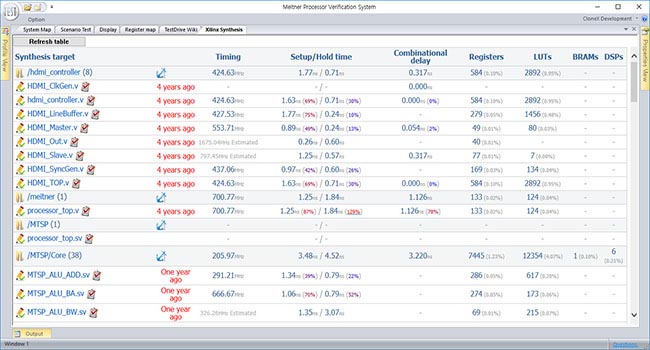 Meitner Processor Verification System
TEST
Option
CloneX Development
System Map Scenario Test Display Register map TestDrive Wiki Xilinx Synthesis
Profile View
Properties View
Refresh table
Synthesis target Timing Setup/Hold time Combinational delay Registers LUTs BRAMs DSPs
/hdmi_controller (8) 424.63MHz 1.77ns / 0.71ns 0.317ns 584 (0.10%) 2892 (0.95%) - -
HDMI_ClkGen.v 4 years ago - - / - 0.000ns - - - -
hdmi_controller.v 4 years ago 424.63MHz 1.63ns (69%) / 0.71ns (30%) 0.000ns (0%) 584 (0.10%) 2892 (0.95%) - -
HDMI_LineBuffer.v 4 years ago 427.53MHz 1.77ns (75%) / 0.24ns (10%) - 279 (0.05%) 1456 (0.48%) - -
HDMI_Master.v 4 years ago 553.71MHz 0.89ns (49%) / 0.24ns (13%) 0.054ns (2%) 49 (0.01%) 80 (0.03%) - -
HDMI_Out.v 4 years ago 1675.04MHz Estimated 0.26ns / 0.60ns - 40 (0.01%) - - -
HDMI_Slave.v 4 years ago 797.45MHz Estimated 1.25ns / 0.57ns 0.317ns 77 (0.01%) 7 (0.00%) - -
HDMI_SyncGen.v 4 years ago 437.06MHz 0.97ns (42%) / 0.60ns (26%) - 169 (0.03%) 134 (0.04%) - -
HDMI_TOP.v 4 years ago 424.63MHz 1.63ns (69%) / 0.71ns (30%) 0.000ns (0%) 584 (0.10%) 2892 (0.95%) - -
/meitner (1) 700.77MHz 1.25ns / 1.84ns 1.126ns 133 (0.02%) 124 (0.04%) - -
processor_top.v 4 years ago 700.77MHz 1.25ns (87%) / 1.84ns (129%) 1.126ns (78%) 133 (0.02%) 124 (0.04%) - -
/MTSP (1) - - / - - - - - -
processor_top.sv - - / - - - - - -
/MTSP/Core (38) 205.97MHz 3.48ns / 4.52ns 3.220ns 7445 (1.23%) 12354 (4.07%) 1 (0.10%) 6 (0.21%)
MTSP_ALU_ADD.sv One year ago 291.21MHz 1.34ns (39%) / 0.79ns (22%) - 286 (0.05%) 617 (0.20%) - -
MTSP_ALU_BA.sv One year ago 666.67MHz 1.06ns (70%) / 0.79ns (52%) - 274 (0.05%) 173 (0.06%) - -
MTSP_ALU_BW.sv One year ago 326.26MHz Estimated 1.35ns / 3.07ns - 69 (0.01%) 215 (0.07%) - -
Output
Window 1
Questions.